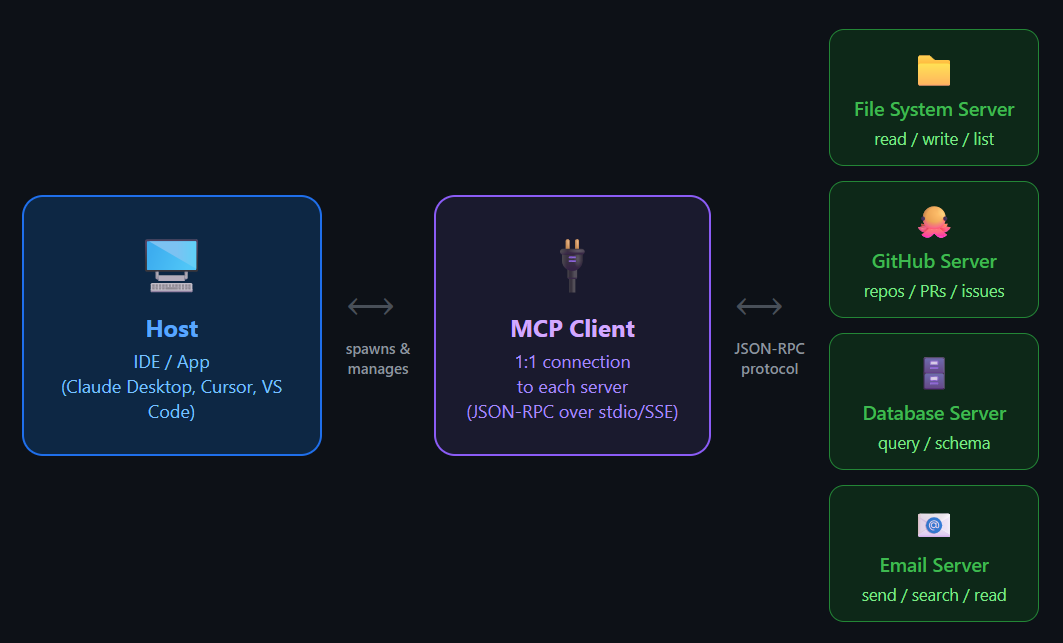 Host
IDE / App
(Claude Desktop, Cursor, VS
Code)
spawns &
manages
MCP Client
1:1 connection
to each server
(JSON-RPC over stdio/SSE)
JSON-RPC
protocol
File System Server
read / write / list
GitHub Server
repos / PRs / issues
Database Server
query / schema
@
Email Server
send / search / read